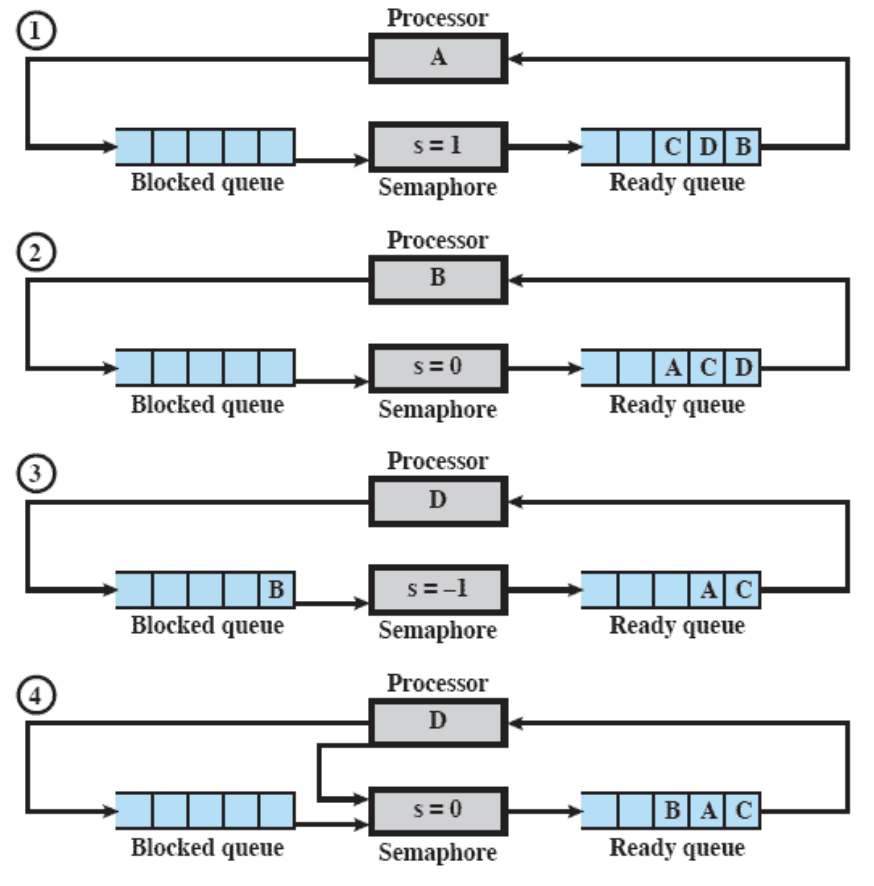 1
Processor
A
s = 1
C D B
Blocked queue
Semaphore
Ready queue
2
Processor
B
s = 0
A C D
Blocked queue
Semaphore
Ready queue
3
Processor
D
B
s = –1
A C
Blocked queue
Semaphore
Ready queue
4
Processor
D
s = 0
B A C
Blocked queue
Semaphore
Ready queue